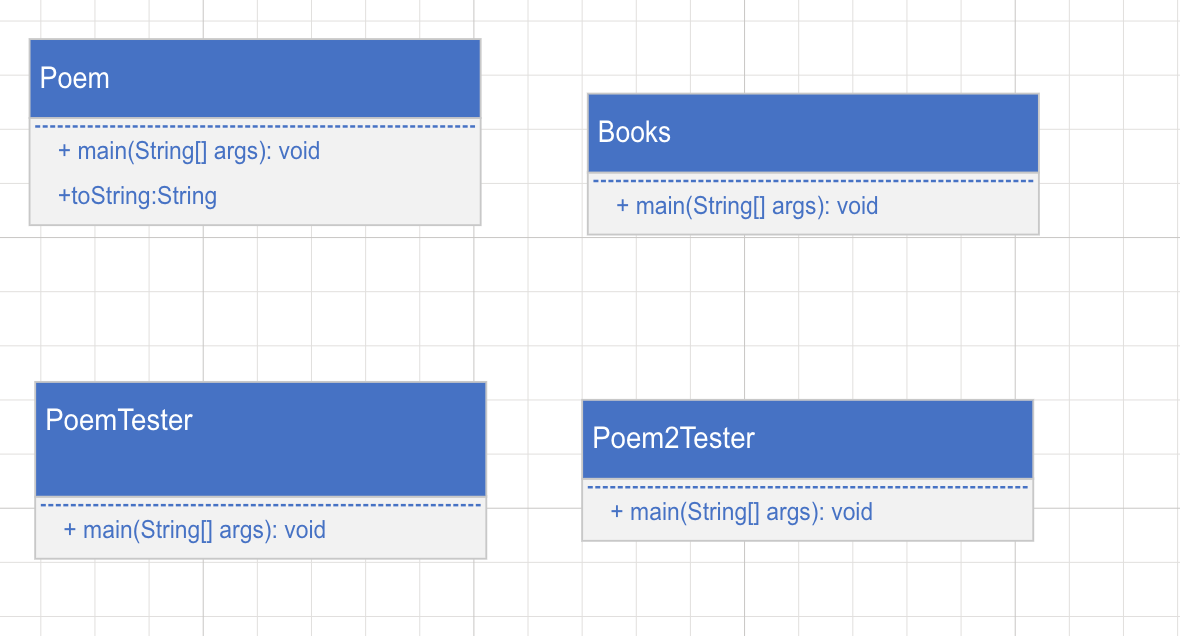 Poem
+ main(String[] args): void
+toString:String
Books
+ main(String[] args): void
PoemTester
+ main(String[] args): void
Poem2Tester
+ main(String[] args): void